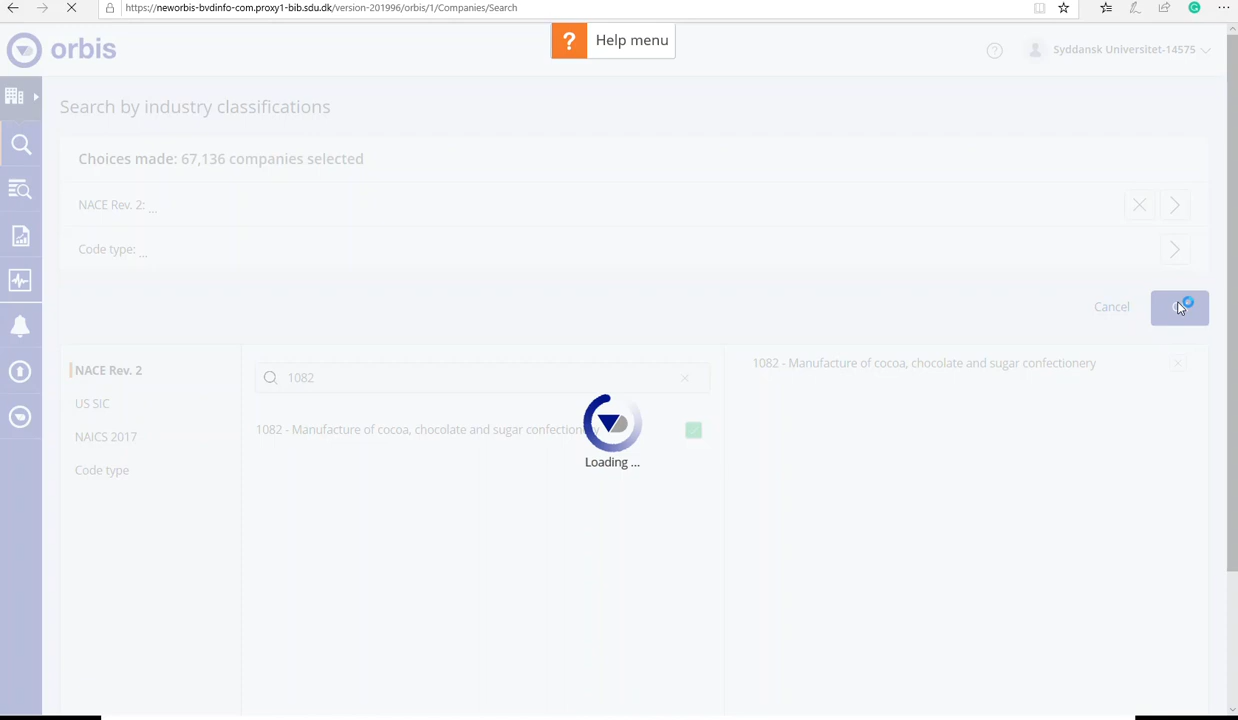 https://neworbis-bvdinfo-com.proxy1-bib.sdu.dk/version-201996/orbis/1/Companies/Search
? Help menu
orbis
Syddansk Universitet-14575
Search by industry classifications
Choices made: 67,136 companies selected
NACE Rev. 2: ...
Code type: ...
Cancel
NACE Rev. 2
1082
1082 - Manufacture of cocoa, chocolate and sugar confectionery
US SIC
1082 - Manufacture of cocoa, chocolate and sugar confectionery
NAICS 2017
Loading ...
Code type